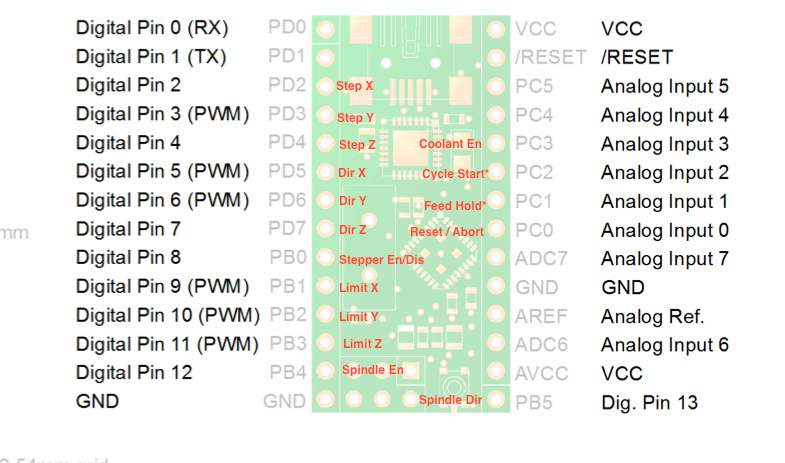 Digital Pin 0 (RX) PD0 VCC VCC
Digital Pin 1 (TX) PD1 /RESET /RESET
Digital Pin 2 PD2 Step X PC5 Analog Input 5
Digital Pin 3 (PWM) PD3 Step Y PC4 Analog Input 4
Digital Pin 4 PD4 Step Z Coolant En PC3 Analog Input 3
Digital Pin 5 (PWM) PD5 Dir X Cycle Start* PC2 Analog Input 2
Digital Pin 6 (PWM) PD6 Dir Y Feed Hold* PC1 Analog Input 1
Digital Pin 7 PD7 Dir Z Reset / Abort PC0 Analog Input 0
mm
Digital Pin 8 PB0 Stepper En/Dis ADC7 Analog Input 7
Digital Pin 9 (PWM) PB1 Limit X GND GND
Digital Pin 10 (PWM) PB2 Limit Y AREF Analog Ref.
Digital Pin 11 (PWM) PB3 Limit Z ADC6 Analog Input 6
Digital Pin 12 PB4 Spindle En AVCC VCC
GND GND Spindle Dir PB5 Dig. Pin 13